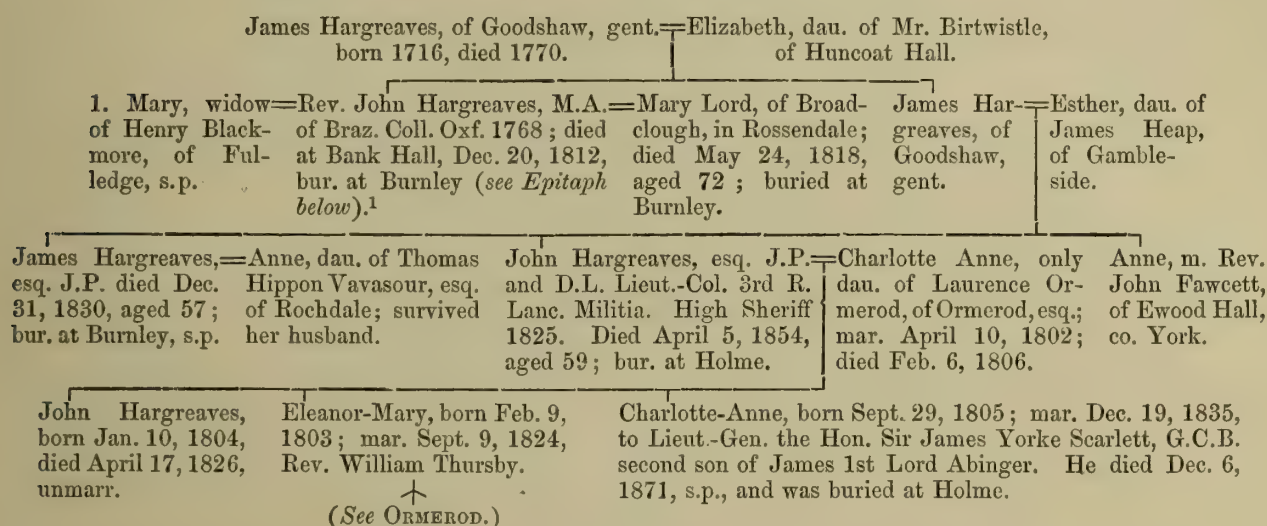 James Hargreaves, of Goodshaw, gent.=Elizabeth, dau. of Mr. Birtwistle,
born 1716, died 1770.
of Huncoat Hall.
1. Mary, widow=
of Henry Black-
more, of Ful-
ledge, s.p.
Rev. John Hargreaves, M.A.=
of Braz. Coll. Oxf. 1768; died
at Bank Hall, Dec. 20, 1812,
bur. at Burnley (see Epitaph
below).¹
Mary Lord, of Broad-
clough, in Rossendale;
died May 24, 1818,
aged 72; buried at
Burnley.
James Har-=
greaves, of
Goodshaw,
gent.
Esther, dau. of
James Heap,
of Gamble-
side.
James Hargreaves,=
esq. J.P. died Dec.
31, 1830, aged 57;
bur. at Burnley, s.p.
Anne, dau. of Thomas
Hippon Vavasour, esq.
of Rochdale; survived
her husband.
John Hargreaves, esq. J.P.=
and D.L. Lieut.-Col. 3rd R.
Lanc. Militia. High Sheriff
1825. Died April 5, 1854,
aged 59; bur. at Holme.
Charlotte Anne, only
dau. of Laurence Or-
merod, of Ormerod, esq.;
mar. April 10, 1802;
died Feb. 6, 1806.
Anne, m. Rev.
John Fawcett,
of Ewood Hall,
co. York.
John Hargreaves,
born Jan. 10, 1804,
died April 17, 1826,
unmarr.
Eleanor-Mary, born Feb. 9,
1803; mar. Sept. 9, 1824,
Rev. William Thursby.
(See ORMEROD.)
Charlotte-Anne, born Sept. 29, 1805; mar. Dec. 19, 1835,
to Lieut.-Gen. the Hon. Sir James Yorke Scarlett, G.C.B.
second son of James 1st Lord Abinger. He died Dec. 6,
1871, s.p., and was buried at Holme.